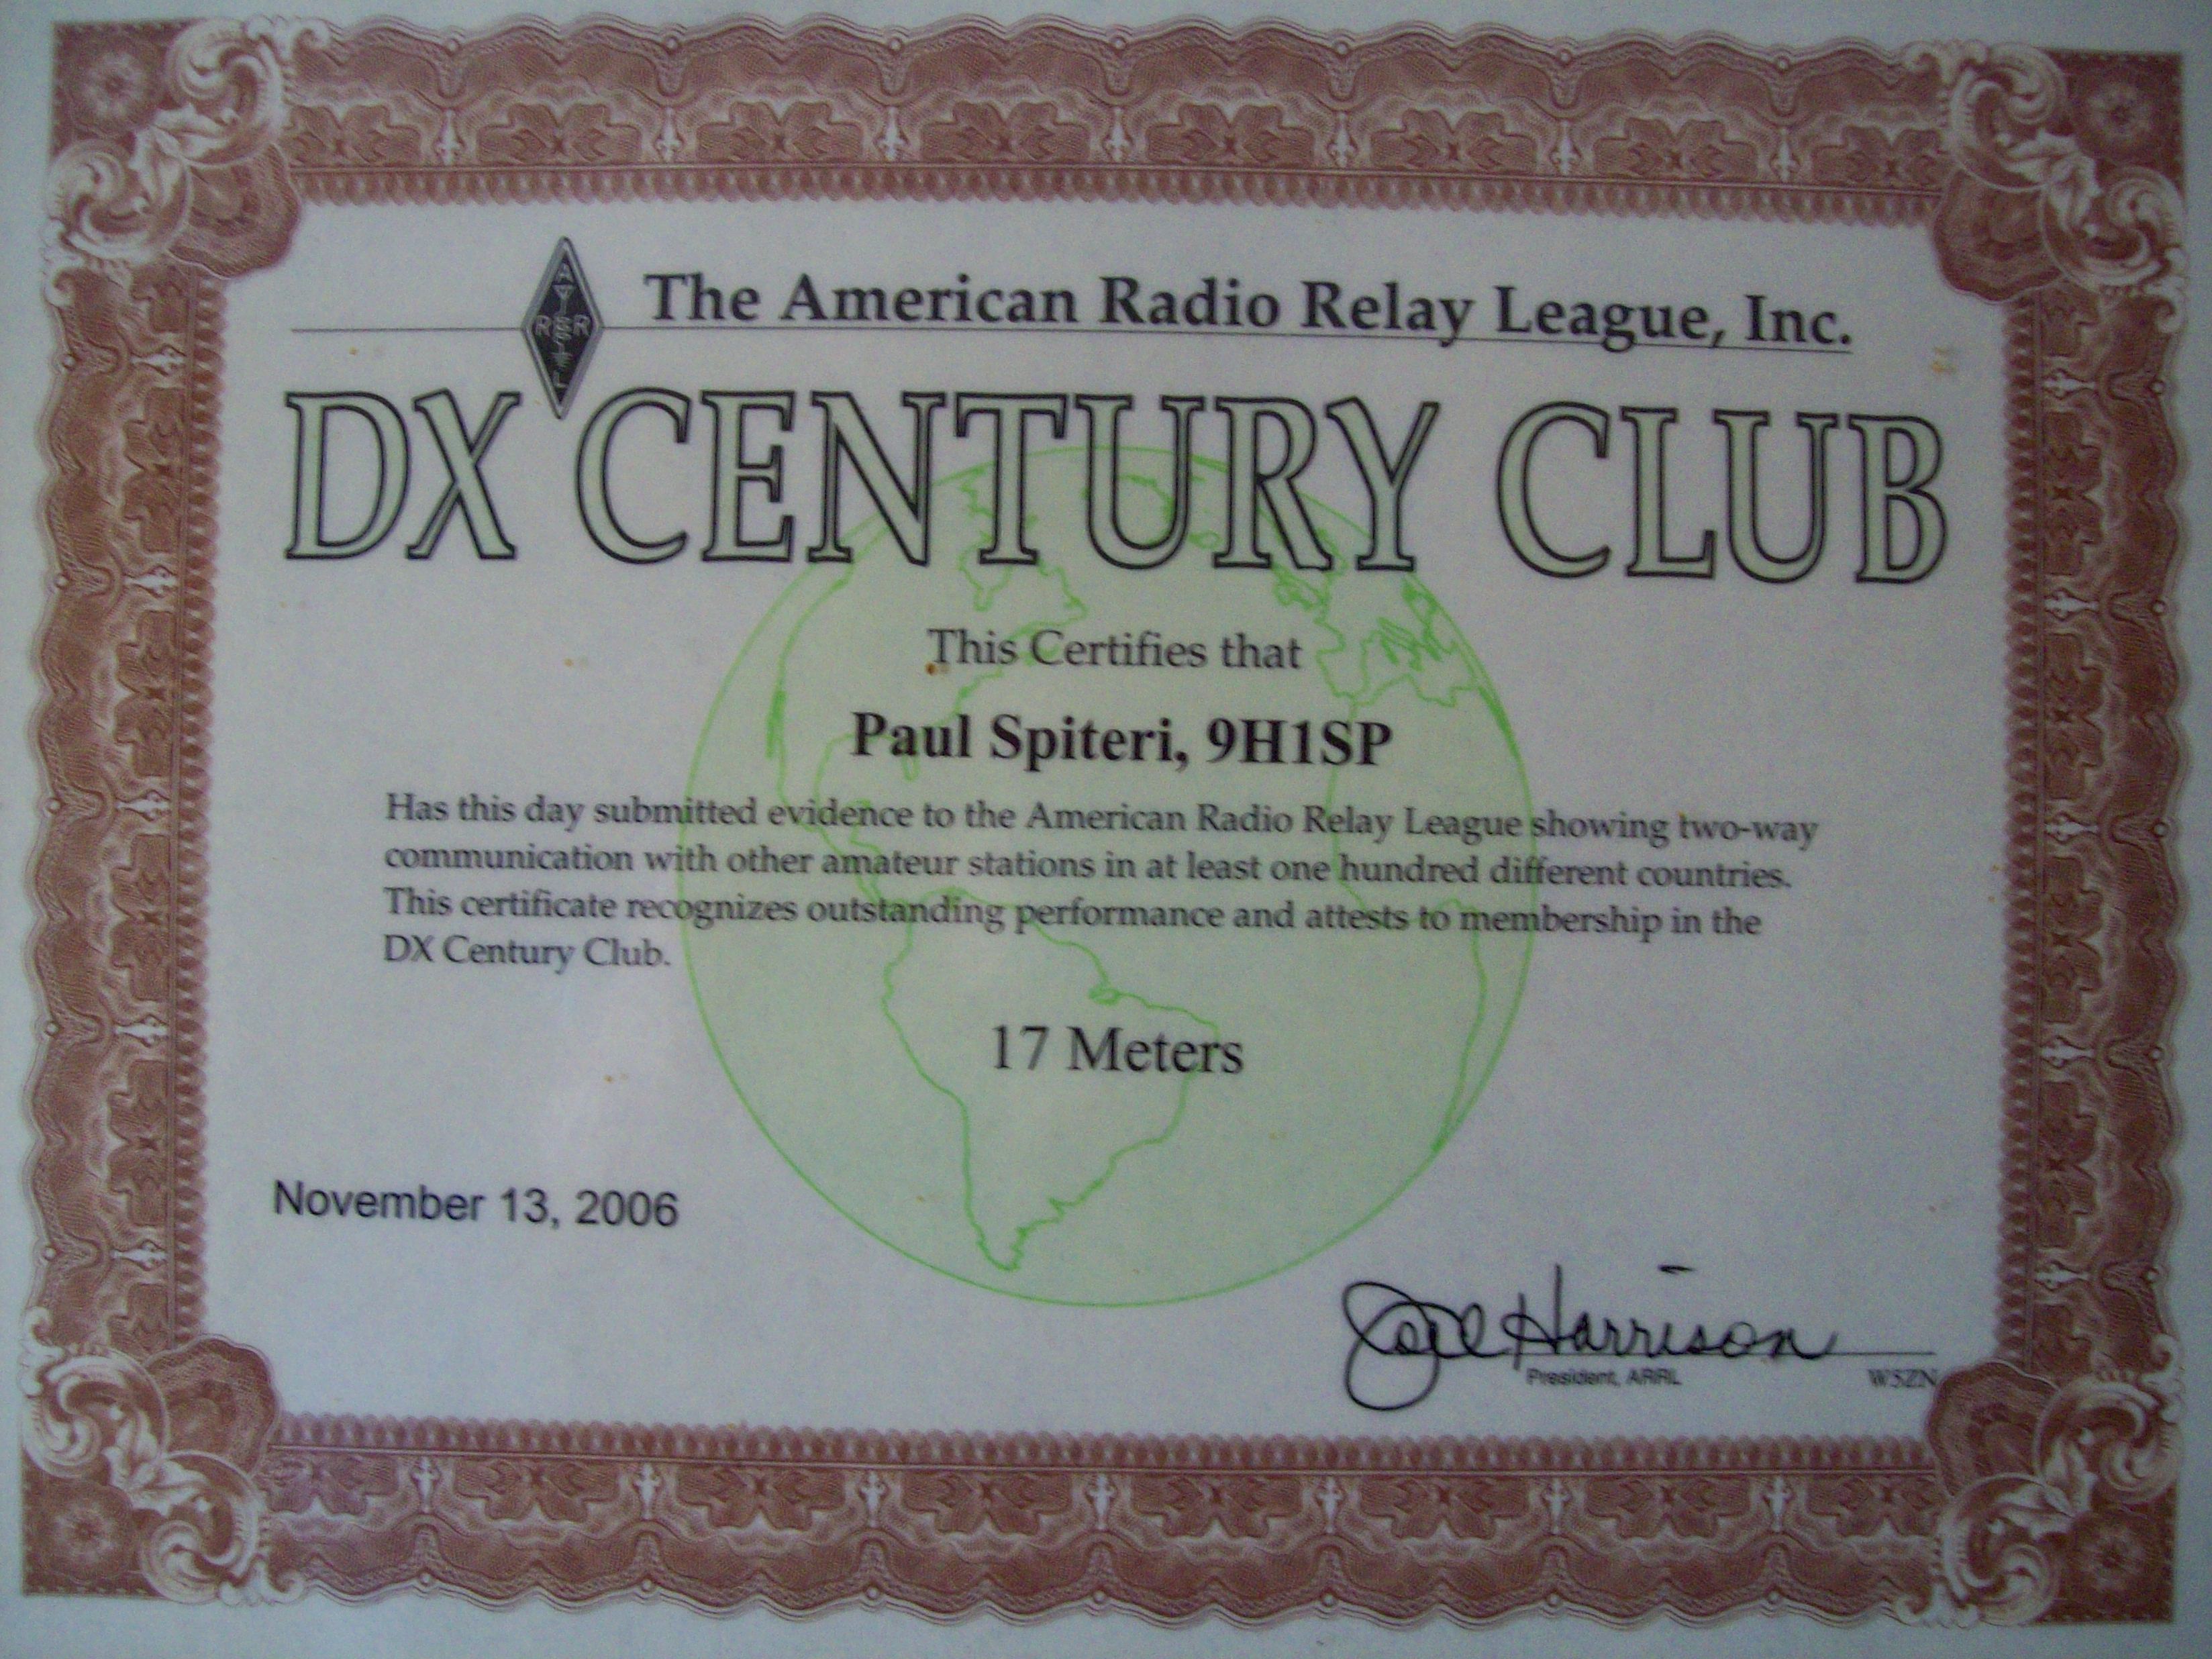 A
R R
L
The American Radio Relay League, Inc.
DX CENTURY CLUB
This Certifies that
Paul Spiteri, 9H1SP
Has this day submitted evidence to the American Radio Relay League showing two-way
communication with other amateur stations in at least one hundred different countries.
This certificate recognizes outstanding performance and attests to membership in the
DX Century Club.
17 Meters
November 13, 2006
Joel Harrison
President, ARRL W5ZN